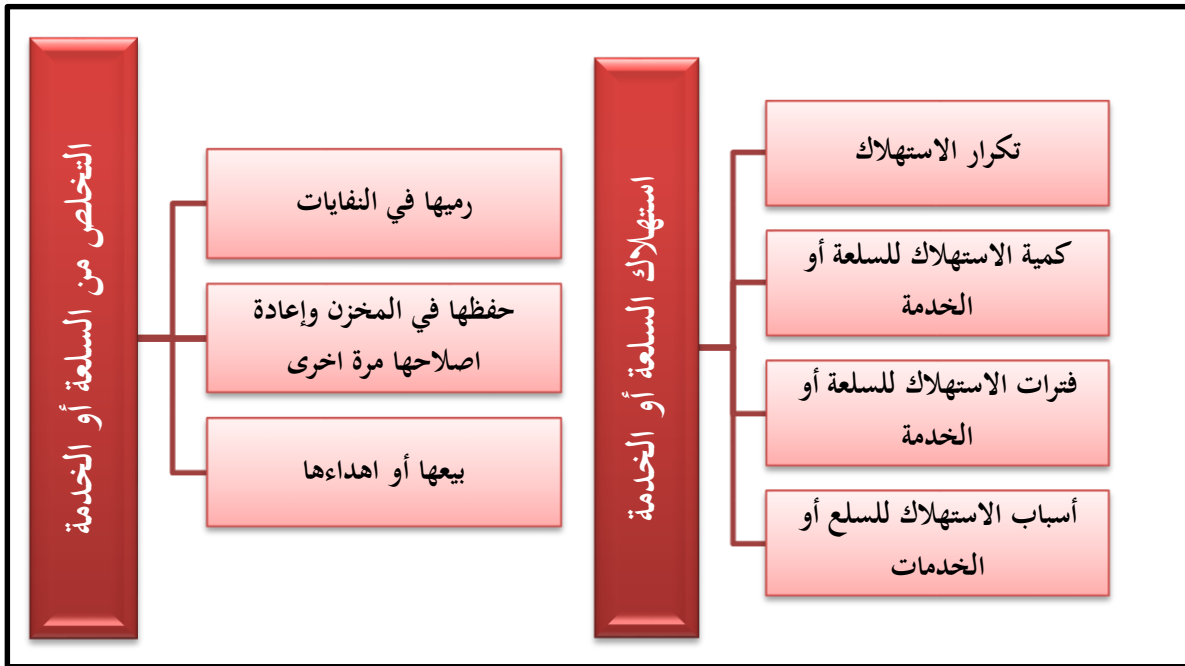 استهلاك السلعة أو الخدمة
تكرار الاستهلاك
كمية الاستهلاك للسلعة أو
الخدمة
فترات الاستهلاك للسلعة أو
الخدمة
أسباب الاستهلاك للسلع أو
الخدمات
التخلص من السلعة أو الخدمة
رميها في النفايات
حفظها في المخزن وإعادة
اصلاحها مرة اخرى
بيعها أو اهداءها